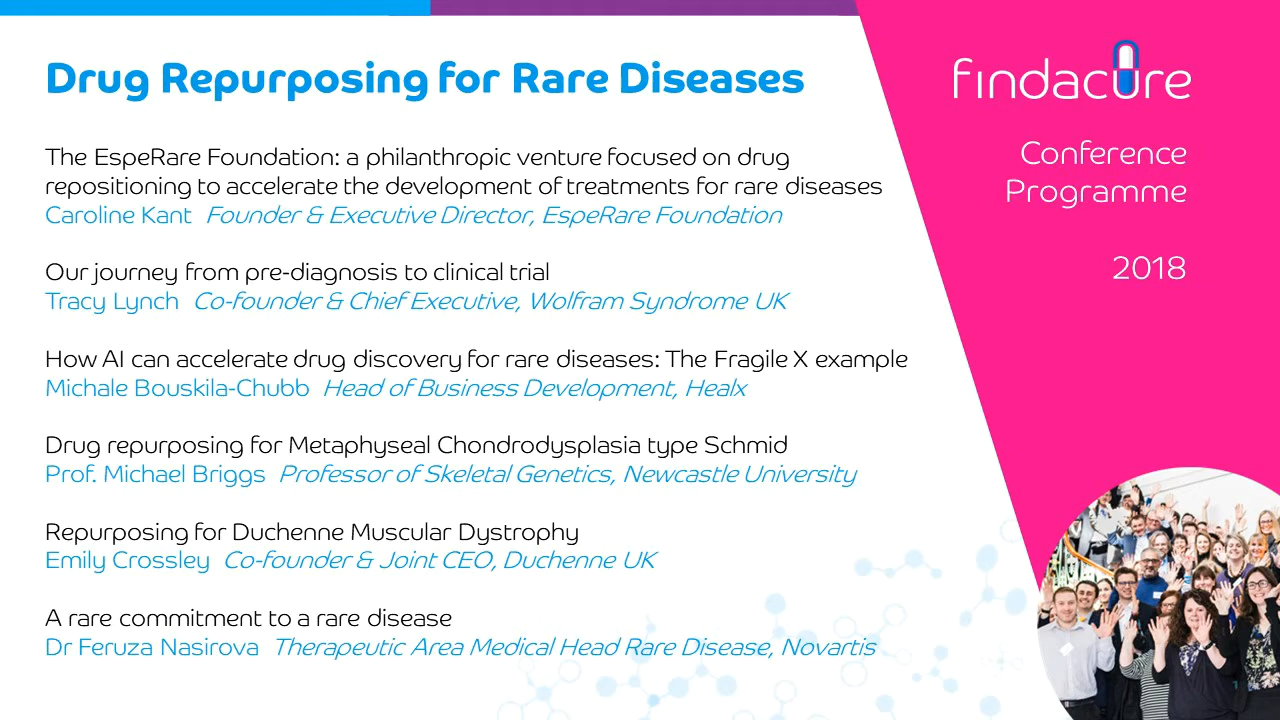 Drug Repurposing for Rare Diseases
The EspeRare Foundation: a philanthropic venture focused on drug
repositioning to accelerate the development of treatments for rare diseases
Caroline Kant Founder & Executive Director, EspeRare Foundation
Our journey from pre-diagnosis to clinical trial
Tracy Lynch Co-founder & Chief Executive, Wolfram Syndrome UK
How AI can accelerate drug discovery for rare diseases: The Fragile X example
Michale Bouskila-Chubb Head of Business Development, Healx
Drug repurposing for Metaphyseal Chondrodysplasia type Schmid
Prof. Michael Briggs Professor of Skeletal Genetics, Newcastle University
Repurposing for Duchenne Muscular Dystrophy
Emily Crossley Co-founder & Joint CEO, Duchenne UK
A rare commitment to a rare disease
Dr Feruza Nasirova Therapeutic Area Medical Head Rare Disease, Novartis
findacure
Conference
Programme
2018